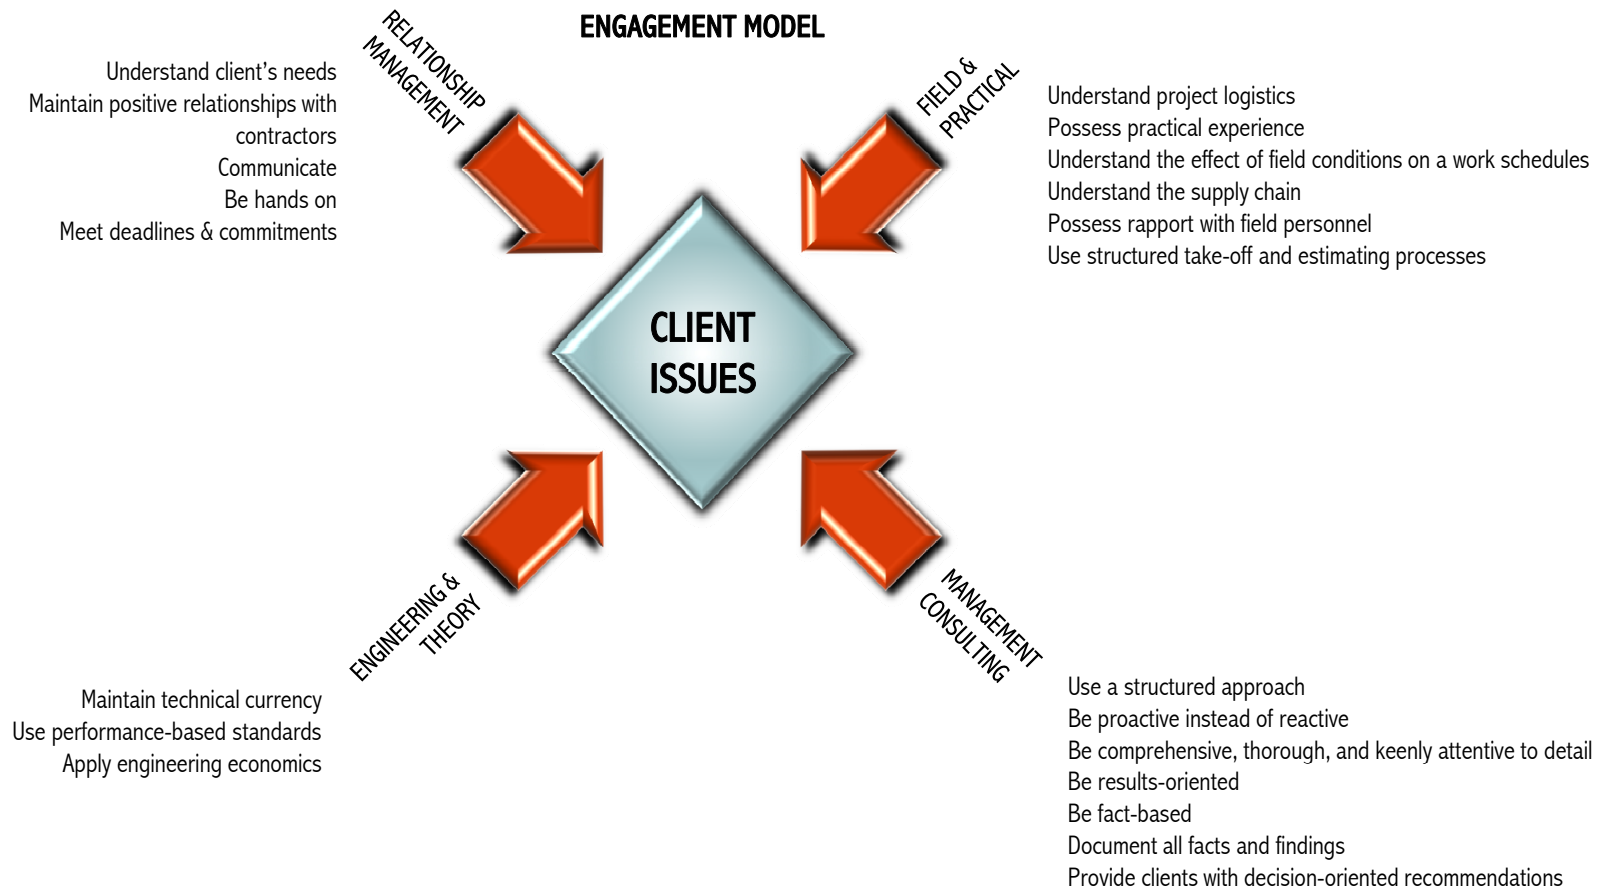 ENGAGEMENT MODEL
RELATIONSHIP
MANAGEMENT
Understand client’s needs
Maintain positive relationships with
contractors
Communicate
Be hands on
Meet deadlines & commitments
FIELD &
PRACTICAL
Understand project logistics
Possess practical experience
Understand the effect of field conditions on a work schedules
Understand the supply chain
Possess rapport with field personnel
Use structured take-off and estimating processes
CLIENT
ISSUES
ENGINEERING &
THEORY
Maintain technical currency
Use performance-based standards
Apply engineering economics
MANAGEMENT
CONSULTING
Use a structured approach
Be proactive instead of reactive
Be comprehensive, thorough, and keenly attentive to detail
Be results-oriented
Be fact-based
Document all facts and findings
Provide clients with decision-oriented recommendations